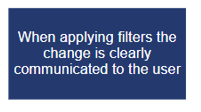 When applying filters the
change is clearly
communicated to the user